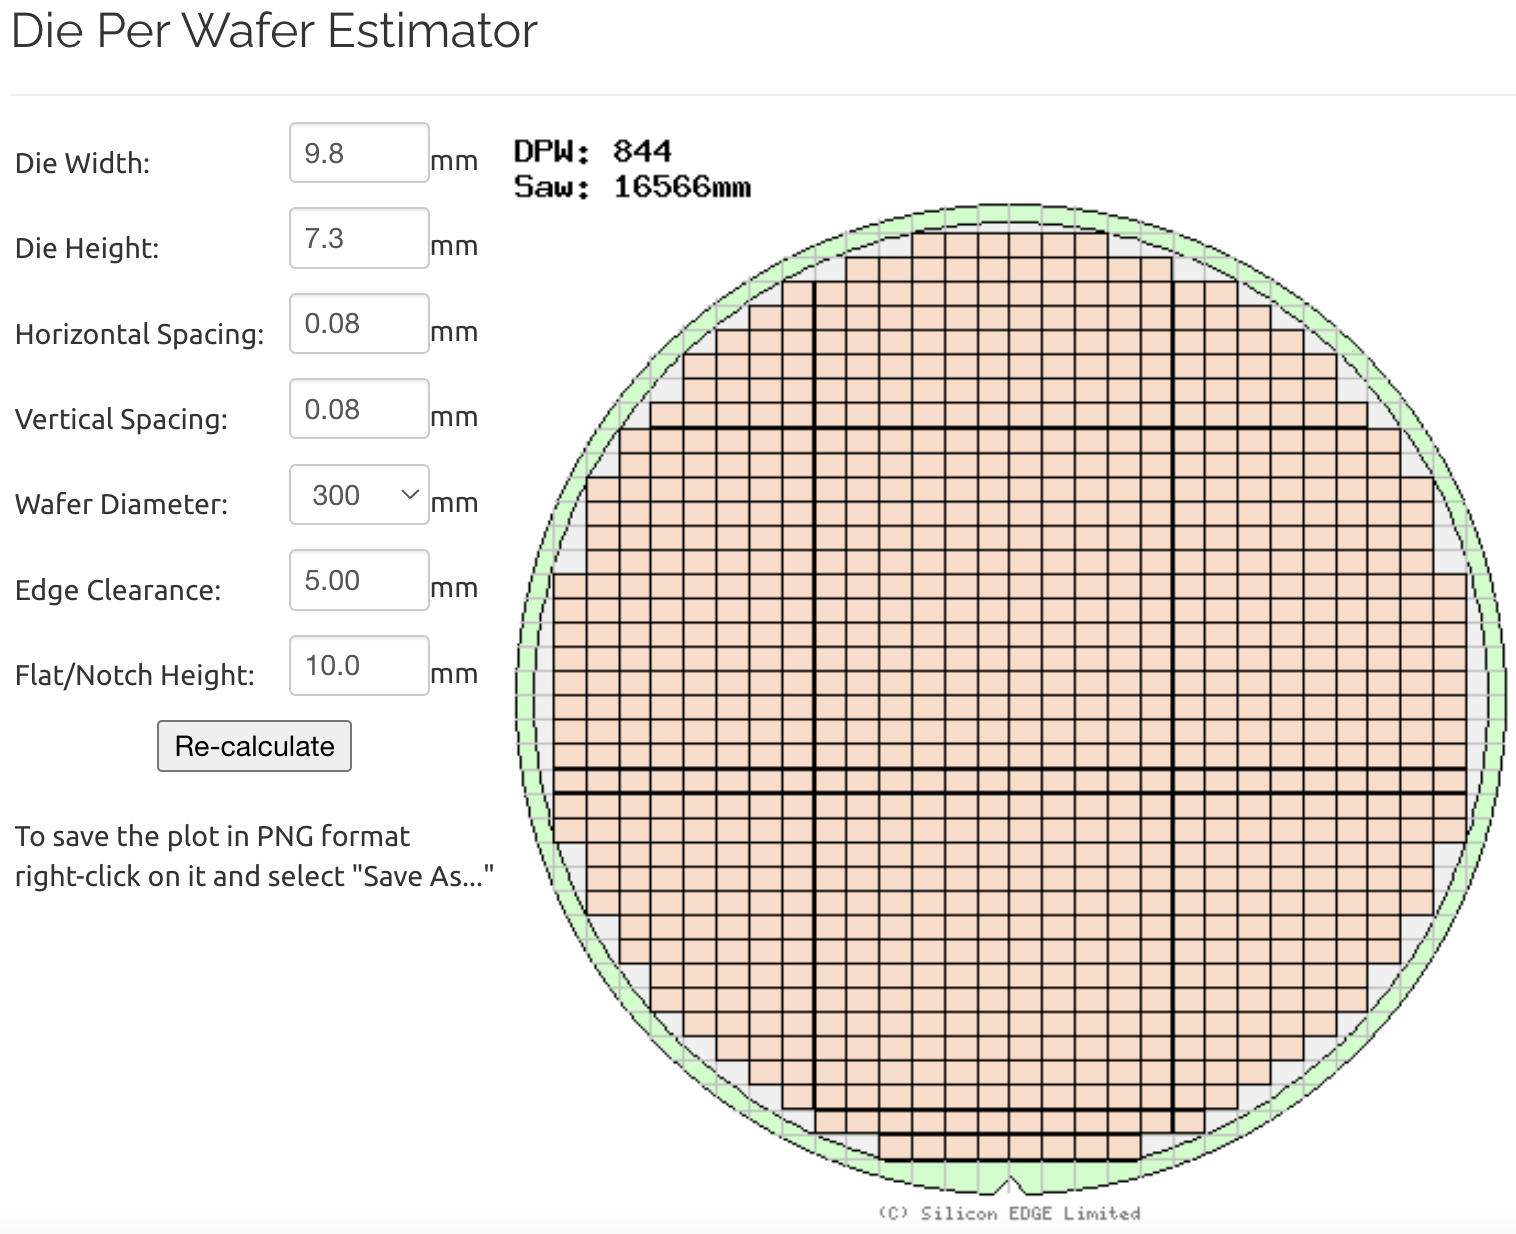 Die Per Wafer Estimator
Die Width: 9.8 mm
Die Height: 7.3 mm
Horizontal Spacing: 0.08 mm
Vertical Spacing: 0.08 mm
Wafer Diameter: 300 mm
Edge Clearance: 5.00 mm
Flat/Notch Height: 10.0 mm
Re-calculate
To save the plot in PNG format
right-click on it and select "Save As..."
DPW: 844
Saw: 16566mm
(C) Silicon EDGE Limited